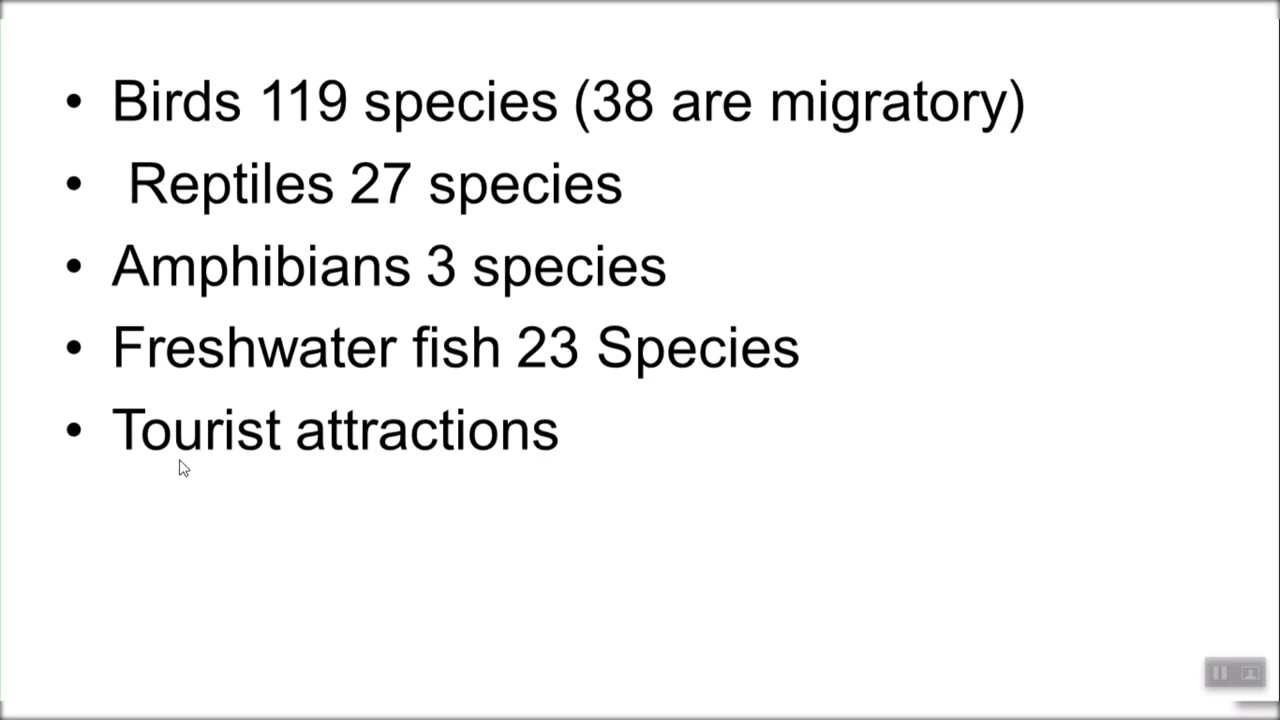 • Birds 119 species (38 are migratory)
• Reptiles 27 species
• Amphibians 3 species
• Freshwater fish 23 Species
• Tourist attractions